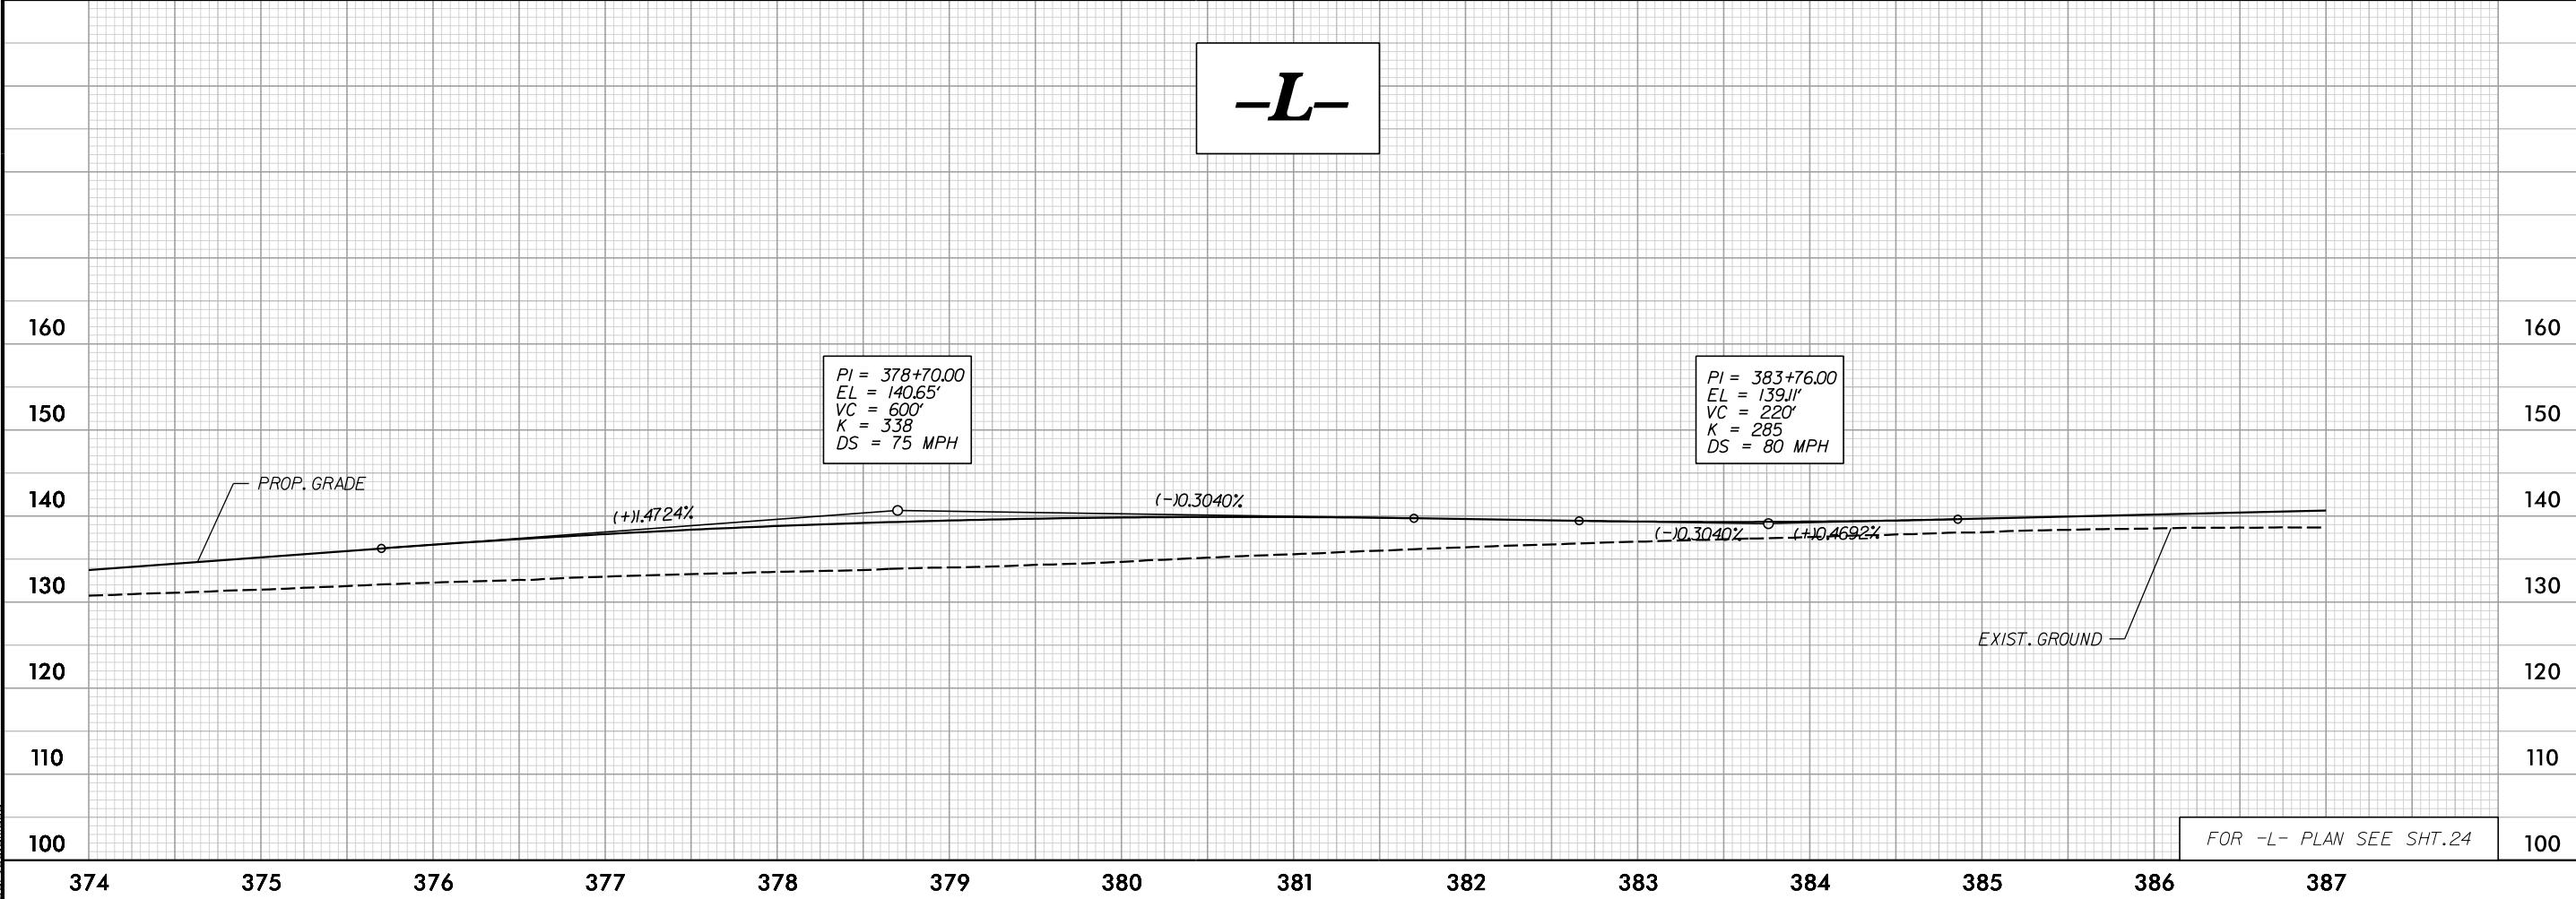 –L–
160 160
PI = 378+70.00
EL = 140.65'
VC = 600'
K = 338
DS = 75 MPH
PI = 383+76.00
EL = 139.11'
VC = 220'
K = 285
DS = 80 MPH
150 150
PROP. GRADE
140 140
(+)1.4724%
(-)0.3040%
(-)0.3040%
(+)0.4692%
130 130
EXIST. GROUND
120 120
110 110
100 100
FOR -L- PLAN SEE SHT.24
374 375 376 377 378 379 380 381 382 383 384 385 386 387